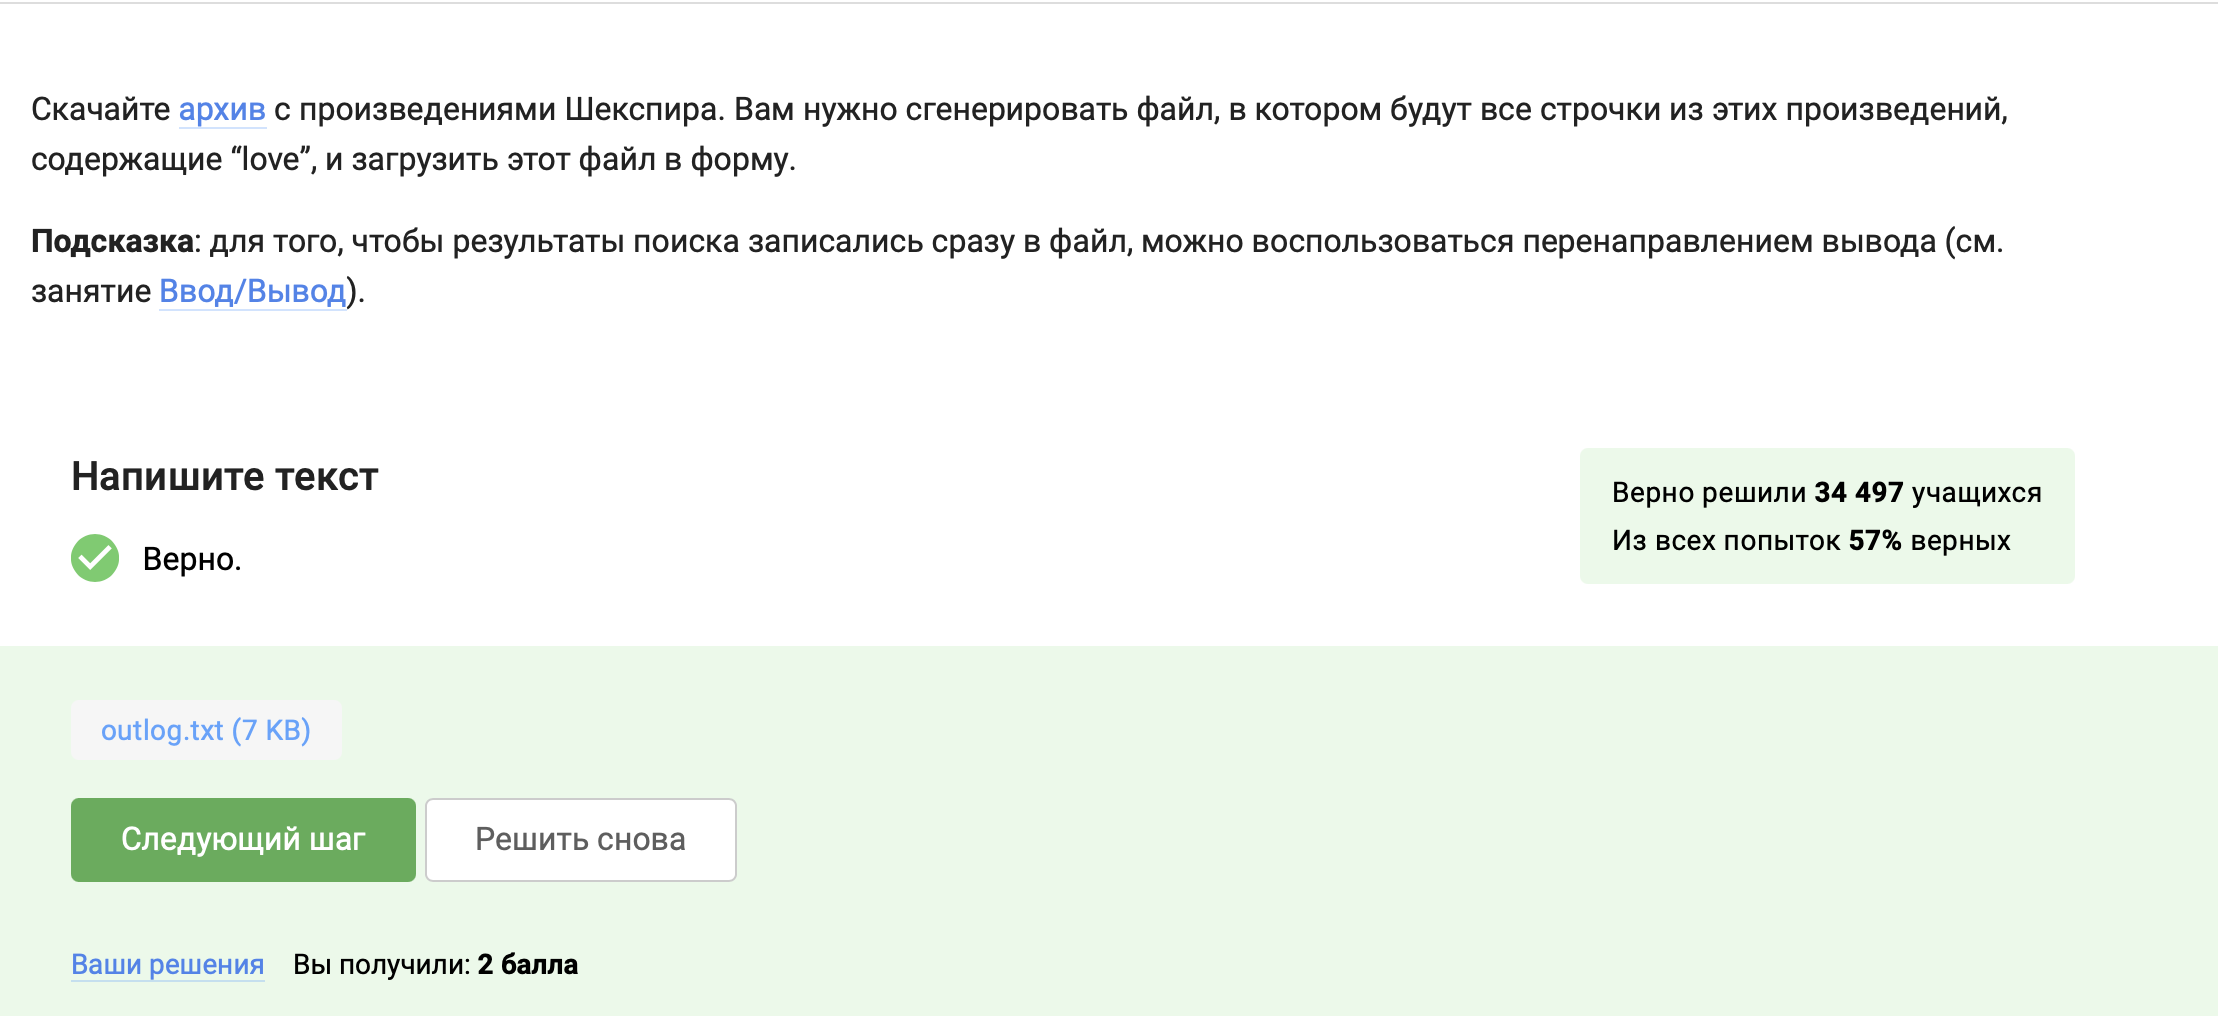 Скачайте архив с произведениями Шекспира. Вам нужно сгенерировать файл, в котором будут все строчки из этих произведений,
содержащие “love”, и загрузить этот файл в форму.
Подсказка: для того, чтобы результаты поиска записались сразу в файл, можно воспользоваться перенаправлением вывода (см.
занятие Ввод/Вывод).
Напишите текст
Верно решили 34 497 учащихся
Из всех попыток 57% верных
Верно.
outlog.txt (7 KB)
Следующий шаг
Решить снова
Ваши решения Вы получили: 2 балла